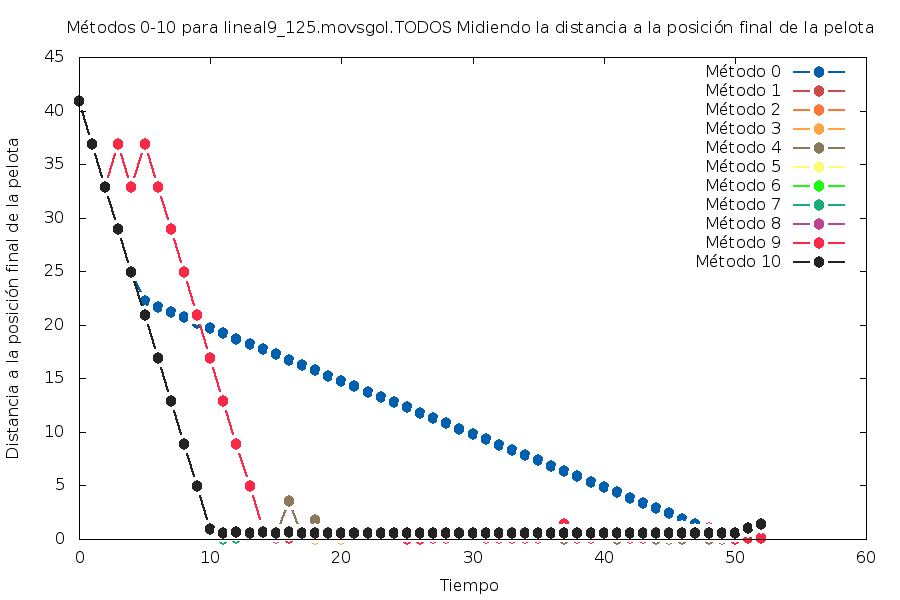 Métodos 0-10 para lineal9_125.movsgol.TODOS Midiendo la distancia a la posición final de la pelota
45
40
35
30
25
20
15
10
5
0
Distancia a la posición final de la pelota
Método 0
Método 1
Método 2
Método 3
Método 4
Método 5
Método 6
Método 7
Método 8
Método 9
Método 10
0 10 20 30 40 50 60
Tiempo